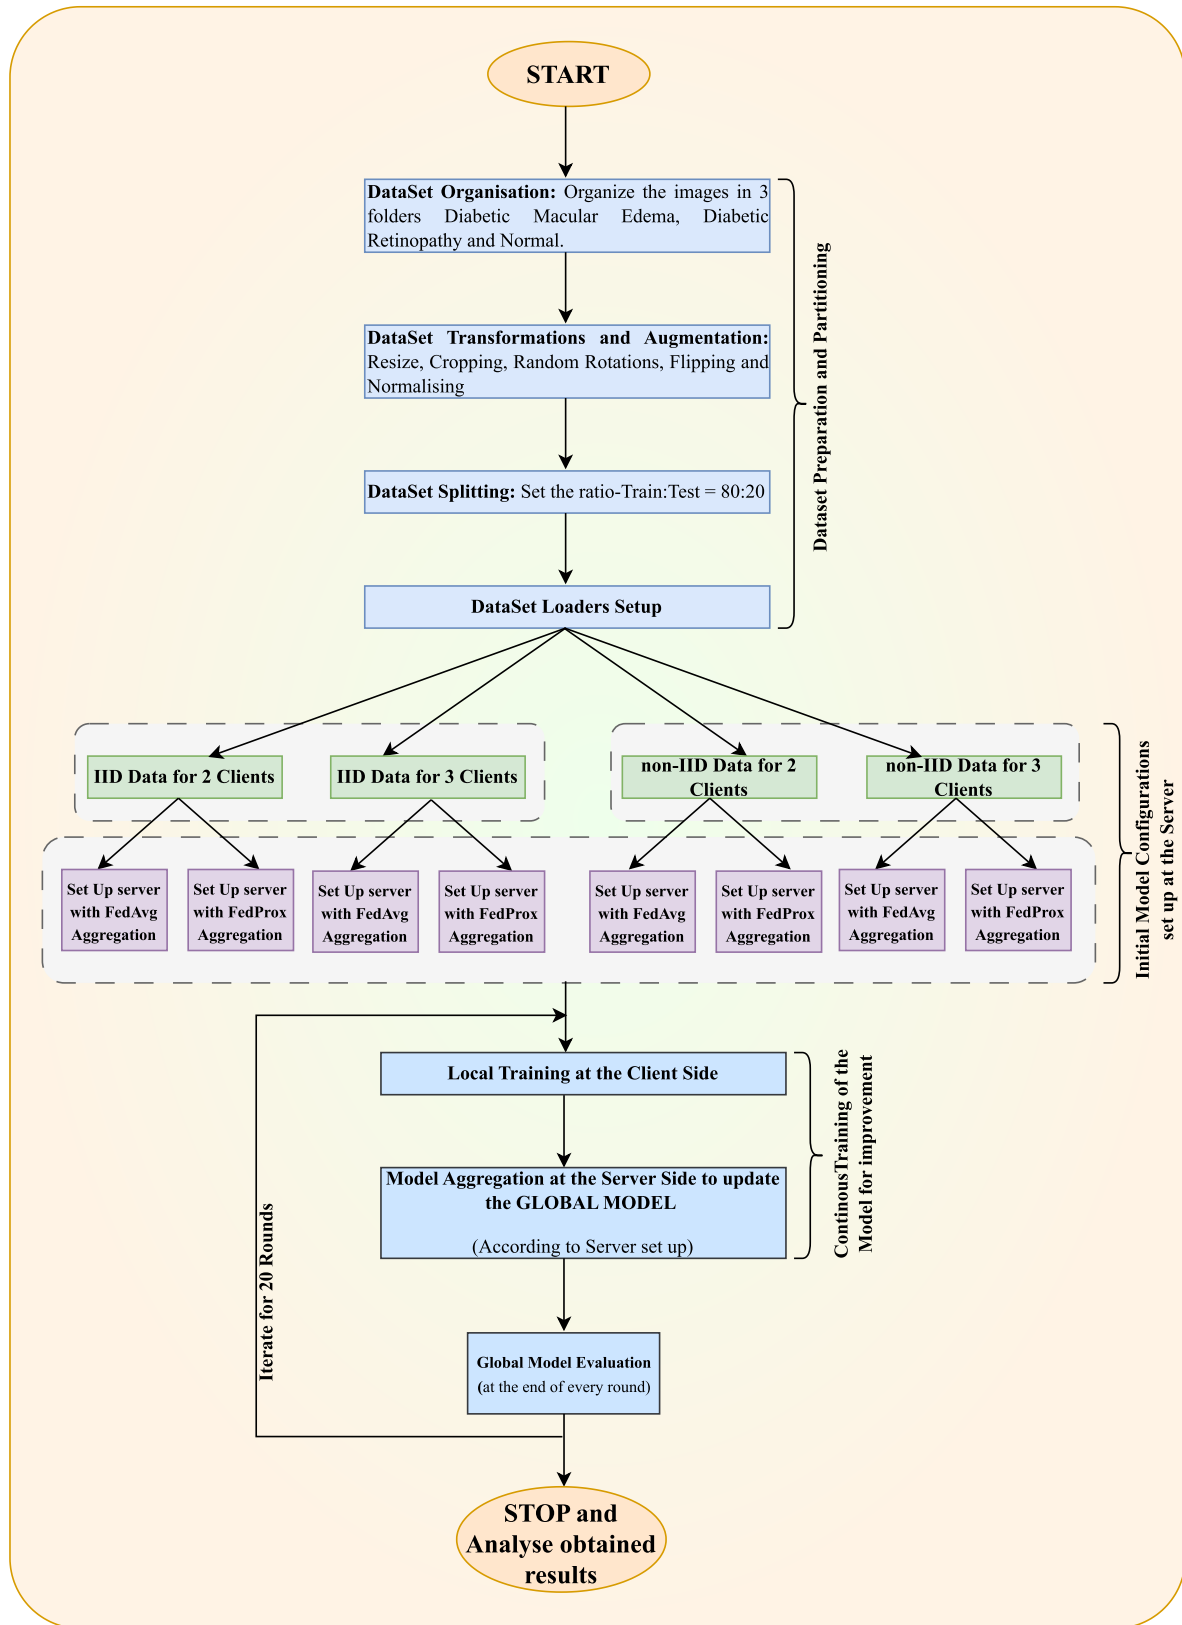 START
DataSet Organisation: Organize the images in 3
folders Diabetic Macular Edema, Diabetic
Retinopathy and Normal.
DataSet Transformations and Augmentation:
Resize, Cropping, Random Rotations, Flipping and
Normalising
DataSet Splitting: Set the ratio-Train:Test = 80:20
DataSet Loaders Setup
Dataset Preparation and Partitioning
IID Data for 2 Clients
IID Data for 3 Clients
non-IID Data for 2
Clients
non-IID Data for 3
Clients
Set Up server
with FedAvg
Aggregation
Set Up server
with FedProx
Aggregation
Set Up server
with FedAvg
Aggregation
Set Up server
with FedProx
Aggregation
Set Up server
with FedAvg
Aggregation
Set Up server
with FedProx
Aggregation
Set Up server
with FedAvg
Aggregation
Set Up server
with FedProx
Aggregation
Initial Model Configurations
set up at the Server
Local Training at the Client Side
Model Aggregation at the Server Side to update
the GLOBAL MODEL
(According to Server set up)
ContinousTraining of the
Model for improvement
Iterate for 20 Rounds
Global Model Evaluation
(at the end of every round)
STOP and
Analyse obtained
results